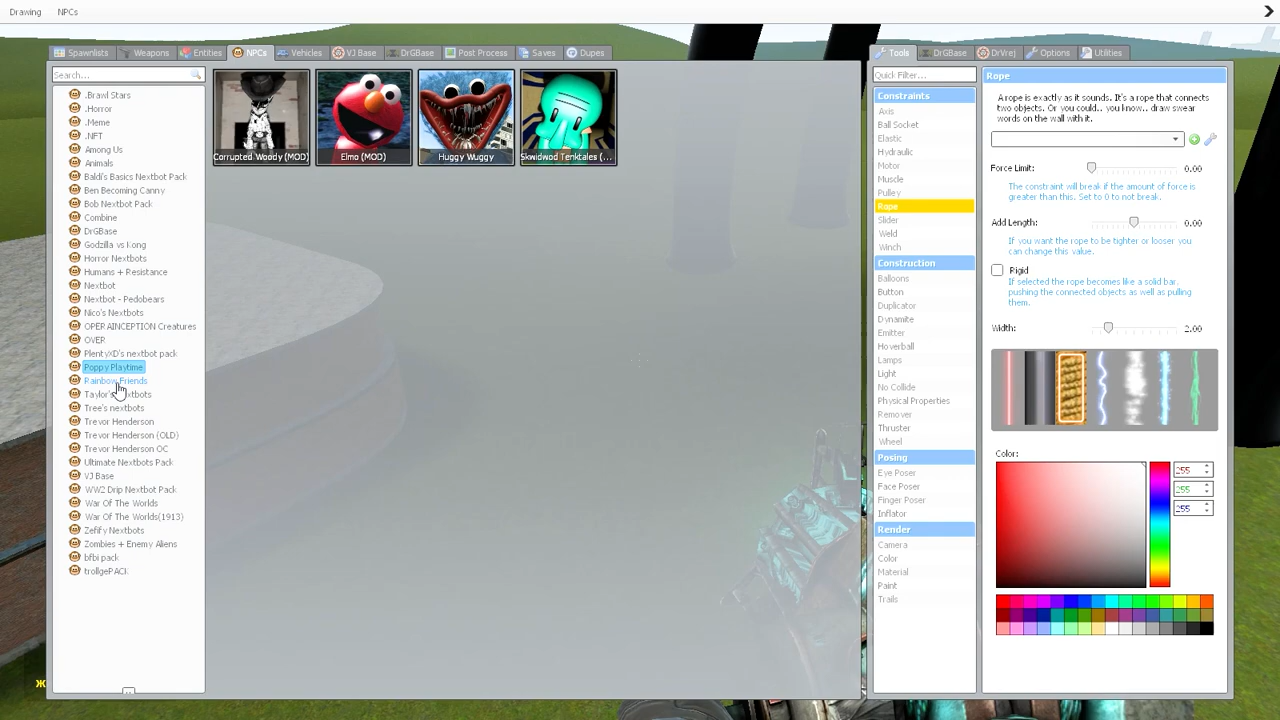 Drawing NPCs
Spawnlists Weapons Entities NPCs Vehicles VJ Base DrGBase Post Process Saves Dupes
Search...
.Brawl Stars
.Horror
.Meme
.NFT
Among Us
Animals
Baldi's Basics Nextbot Pack
Ben Becoming Canny
Bob Nextbot Pack
Combine
DrGBase
Godzilla vs Kong
Horror Nextbots
Humans + Resistance
Nextbot
Nextbot - Pedobears
Nico's Nextbots
OPERAINCEPTION Creatures
OVER
PlentyXD's nextbot pack
Poppy Playtime
Rainbow Friends
Taylor's Nextbots
Tree's nextbots
Trevor Henderson
Trevor Henderson (OLD)
Trevor Henderson OC
Ultimate Nextbots Pack
VJ Base
WW2 Drip Nextbot Pack
War Of The Worlds
War Of The Worlds(1913)
Zefify Nextbots
Zombies + Enemy Aliens
bfbi pack
trollgePACK
...
Corrupted Woody (MOD) Elmo (MOD) Huggy Wuggy Skwidwod Tenktales (...
Tools DrGBase DrVrej Options Utilities
Quick Filter...
Constraints
Axis
Ball Socket
Elastic
Hydraulic
Motor
Muscle
Pulley
Rope
Slider
Weld
Winch
Construction
Balloons
Button
Duplicator
Dynamite
Emitter
Hoverball
Lamps
Light
No Collide
Physical Properties
Remover
Thruster
Wheel
Posing
Eye Poser
Face Poser
Finger Poser
Inflator
Render
Camera
Color
Material
Paint
Trails
Rope
A rope is exactly as it sounds. It's a rope that connects
two objects. Or you could.. you know.. draw swear
words on the wall with it.
Force Limit: 0.00
The constraint will break if the amount of force is
greater than this. Set to 0 to not break.
Add Length: 0.00
If you want the rope to be tighter or looser you
can change this value.
Rigid
If selected the rope becomes like a solid bar,
pushing the connected objects as well as pulling
them.
Width: 2.00
Color:
255
255
255
Ж